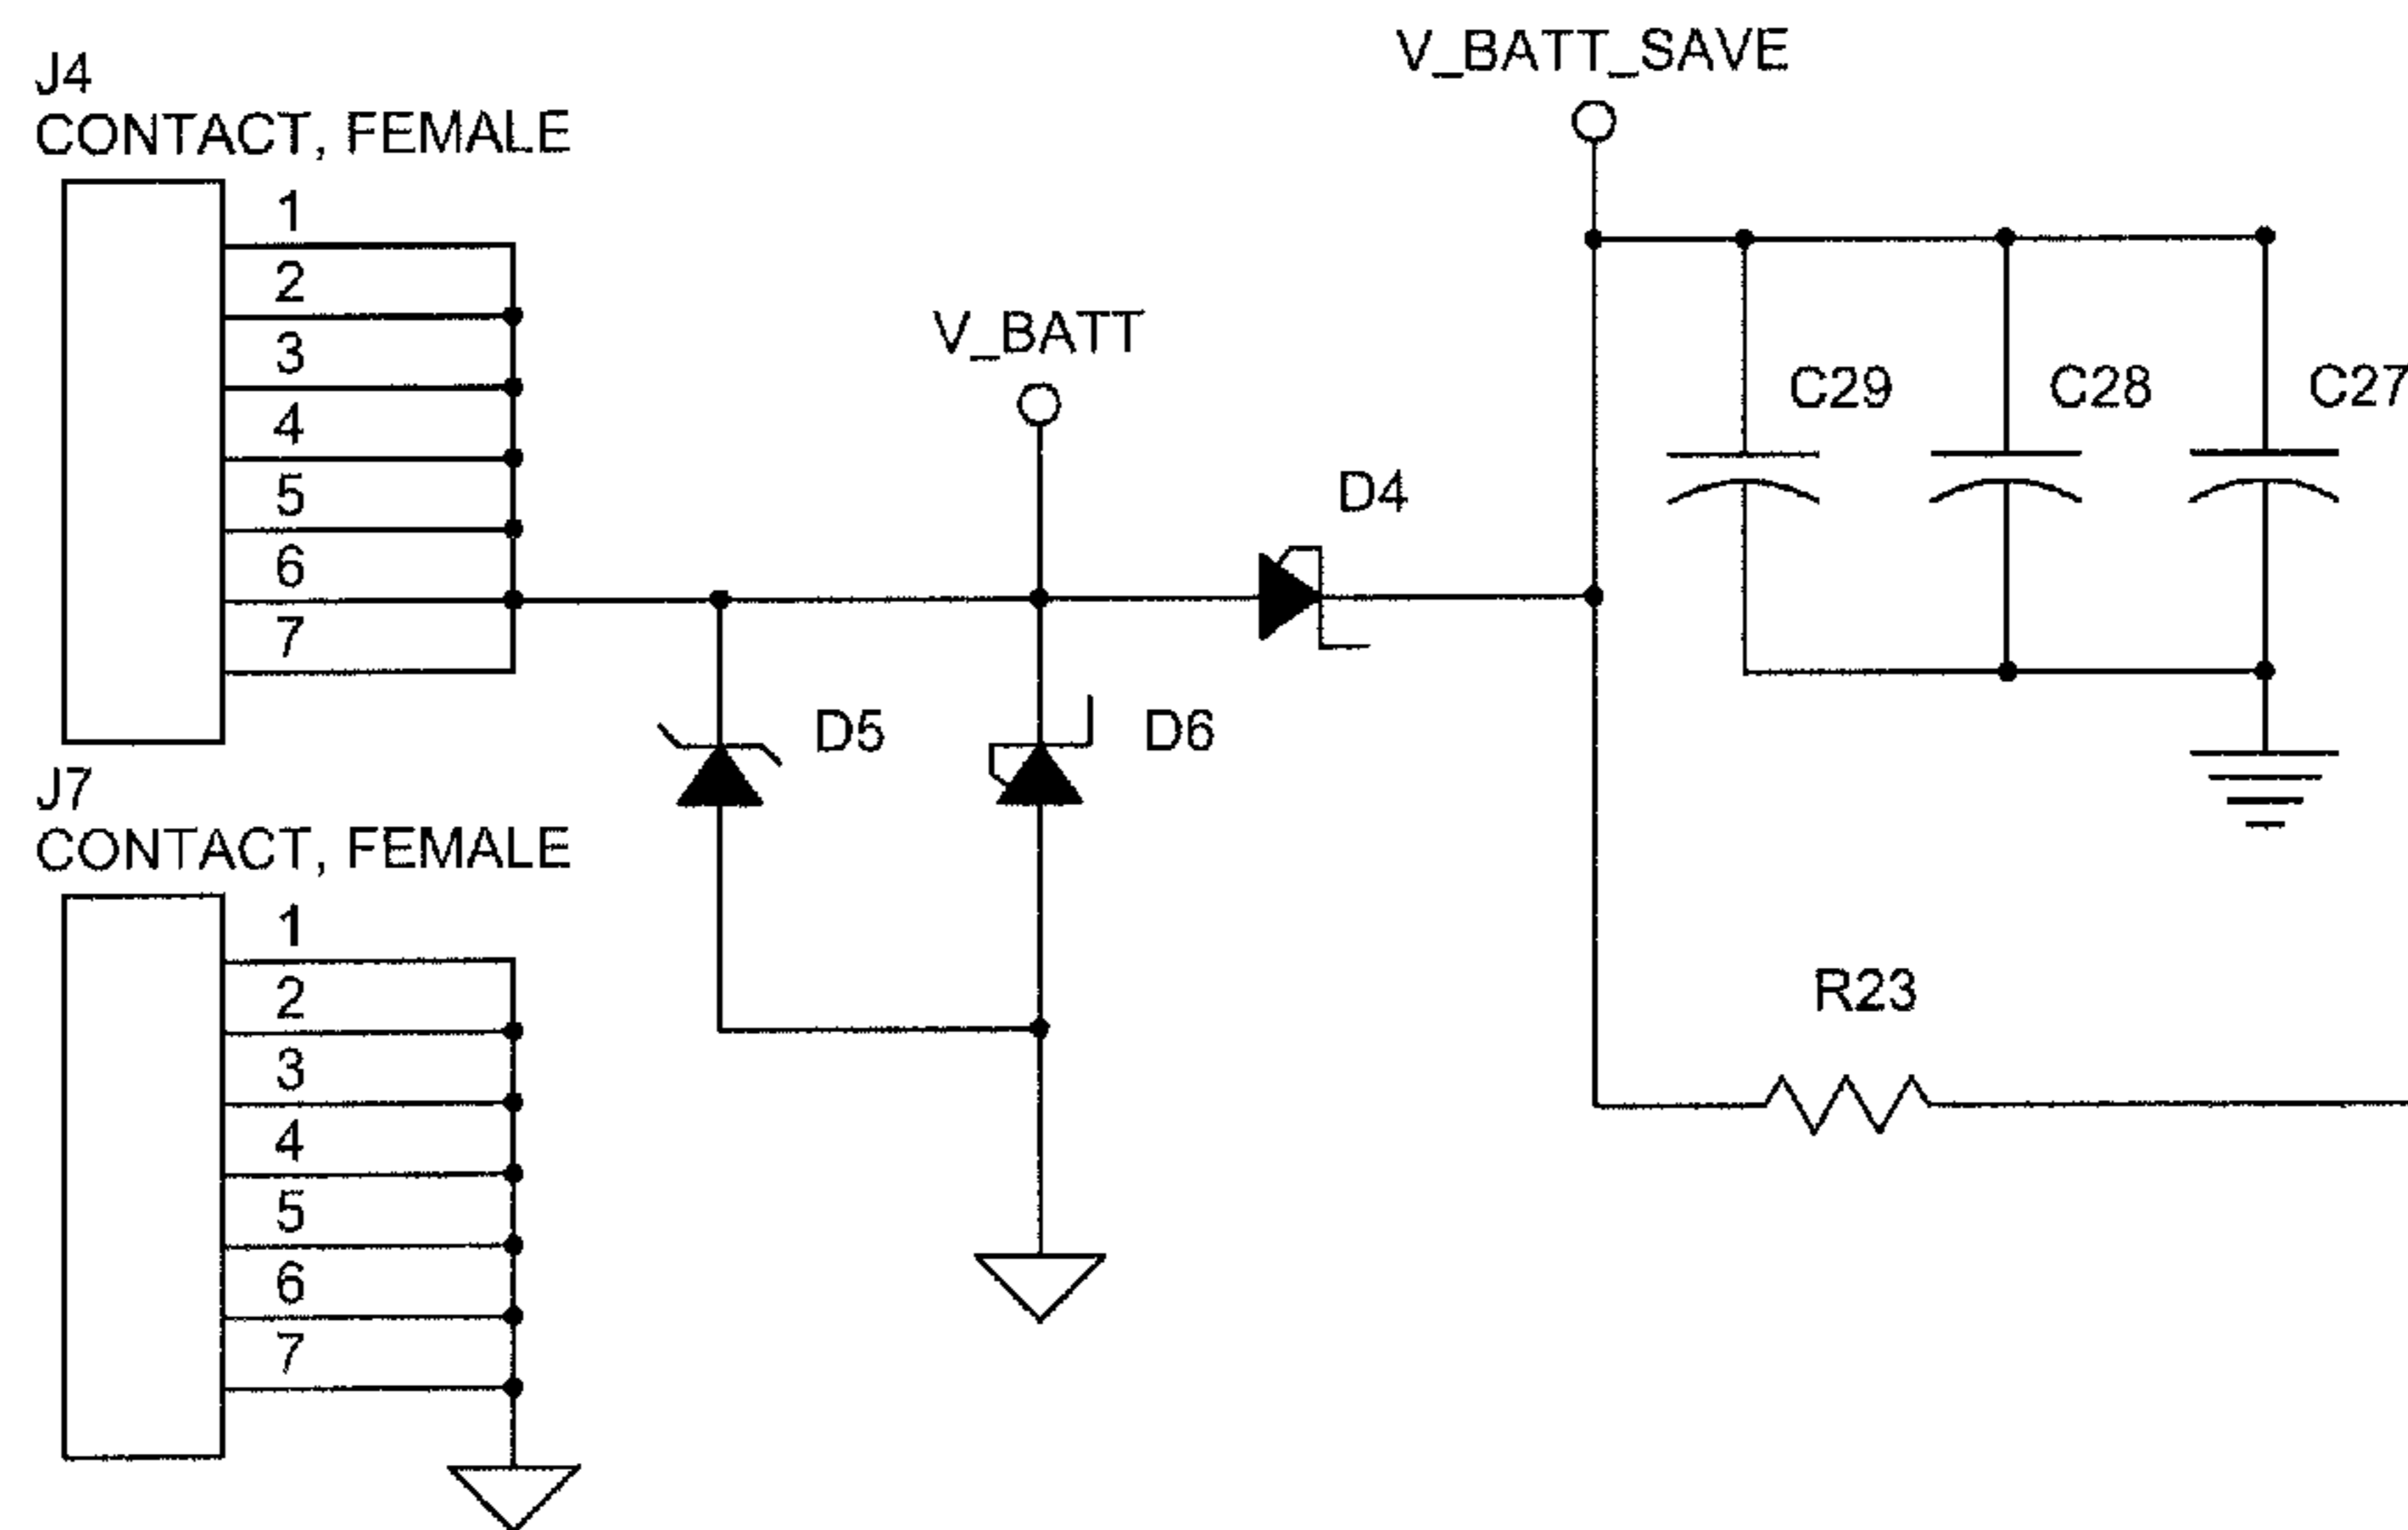 J4
CONTACT, FEMALE
1
2
3
4
5
6
7
V_BATT
V_BATT_SAVE
D4
C29
C28
C27
D5
D6
J7
CONTACT, FEMALE
1
2
3
4
5
6
7
R23